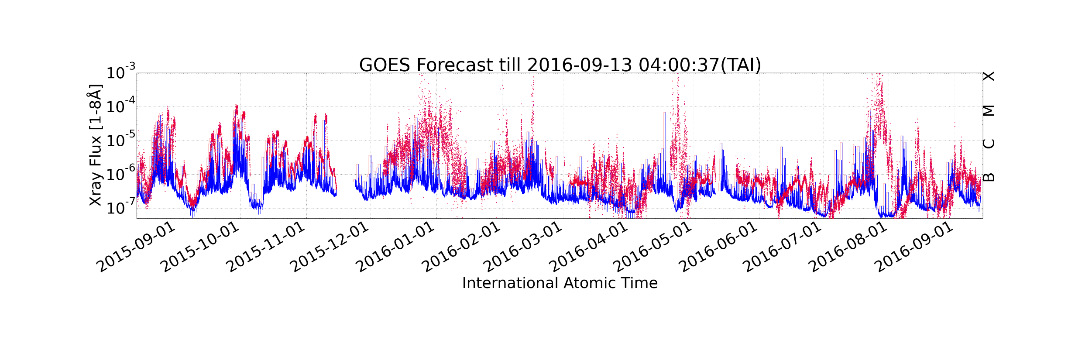 GOES Forecast till 2016-09-13 04:00:37(TAI)
Xray Flux [1-8Å]
10^-3
10^-4
10^-5
10^-6
10^-7
X
M
C
B
2015-09-01
2015-10-01
2015-11-01
2015-12-01
2016-01-01
2016-02-01
2016-03-01
2016-04-01
2016-05-01
2016-06-01
2016-07-01
2016-08-01
2016-09-01
International Atomic Time